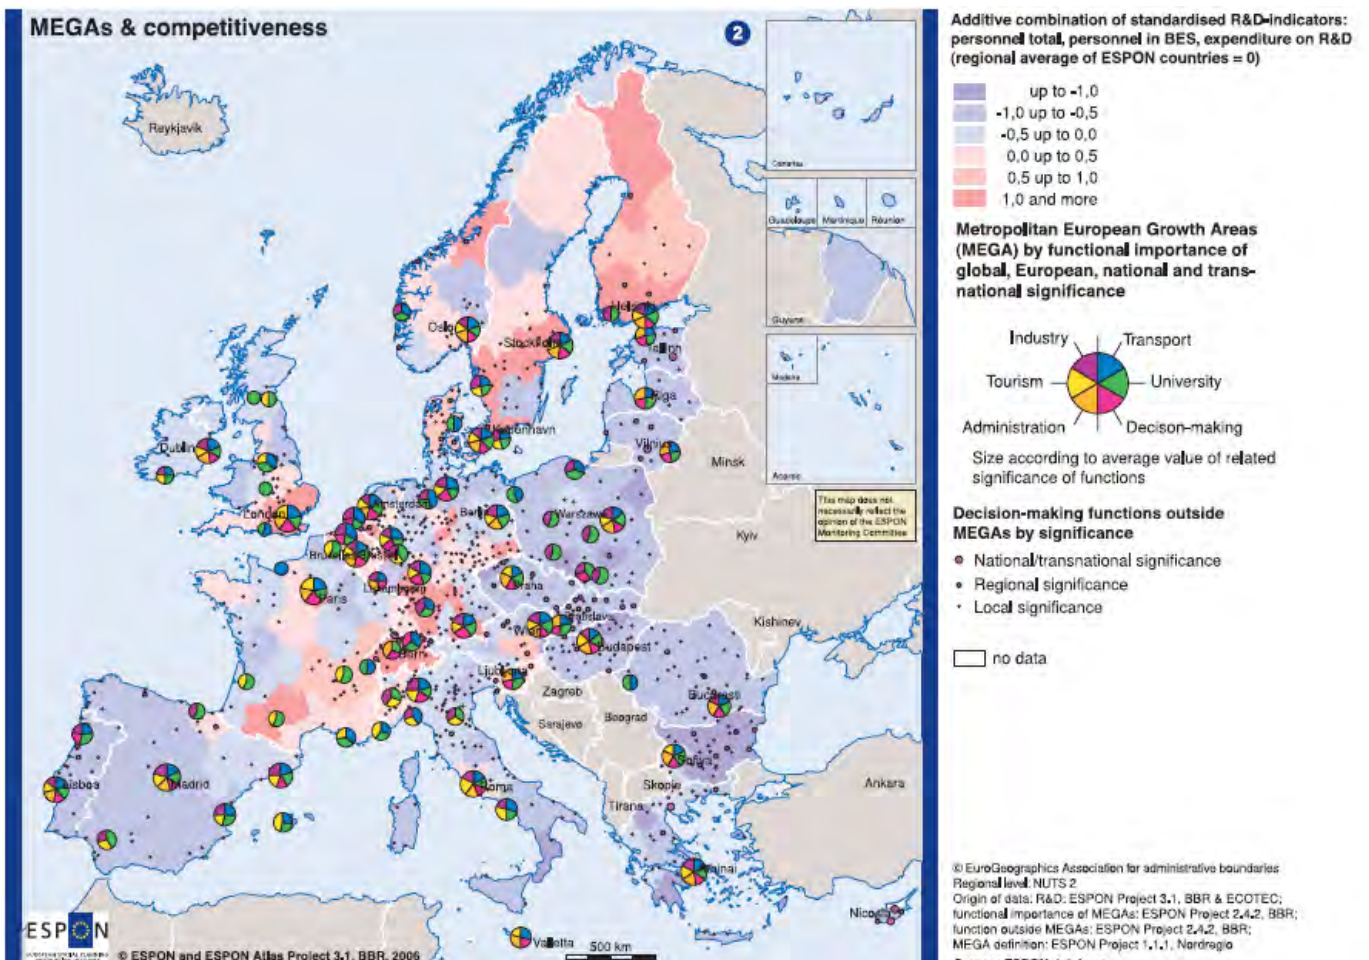 MEGAs & competitiveness
2
Reykjavik
Canarias
Guadeloupe
Martinique
Réunion
Guyane
Madeira
Acores
This map does not
necessarily reflect the
opinion of the ESPON
Monitoring Committee
Oslo
Stockholm
Helsinki
Tallinn
Riga
Vilnius
Minsk
København
Dublin
London
Amsterdam
Berlin
Warszawa
Kyiv
Paris
Praha
Wien
Bratislava
Budapest
Kishinev
Bern
Ljubljana
Zagreb
Bucuresti
Sarajevo
Beograd
Sofiya
Skopje
Tirana
Ankara
Lisboa
Madrid
Roma
Athinai
Valletta
500 km
ESPON
© ESPON and ESPON Atlas Project 3.1, BBR, 2006
Additive combination of standardised R&D-indicators:
personnel total, personnel in BES, expenditure on R&D
(regional average of ESPON countries = 0)
up to -1,0
-1,0 up to -0,5
-0,5 up to 0,0
0,0 up to 0,5
0,5 up to 1,0
1,0 and more
Metropolitan European Growth Areas
(MEGA) by functional importance of
global, European, national and trans-
national significance
Industry
Transport
Tourism
University
Administration
Decison-making
Size according to average value of related
significance of functions
Decision-making functions outside
MEGAs by significance
National/transnational significance
Regional significance
Local significance
no data
© EuroGeographics Association for administrative boundaries
Regional level: NUTS 2
Origin of data: R&D: ESPON Project 3.1, BBR & ECOTEC;
functional importance of MEGAs: ESPON Project 2.4.2, BBR;
function outside MEGAs: ESPON Project 2.4.2, BBR;
MEGA definition: ESPON Project 1.1.1, Nordregio